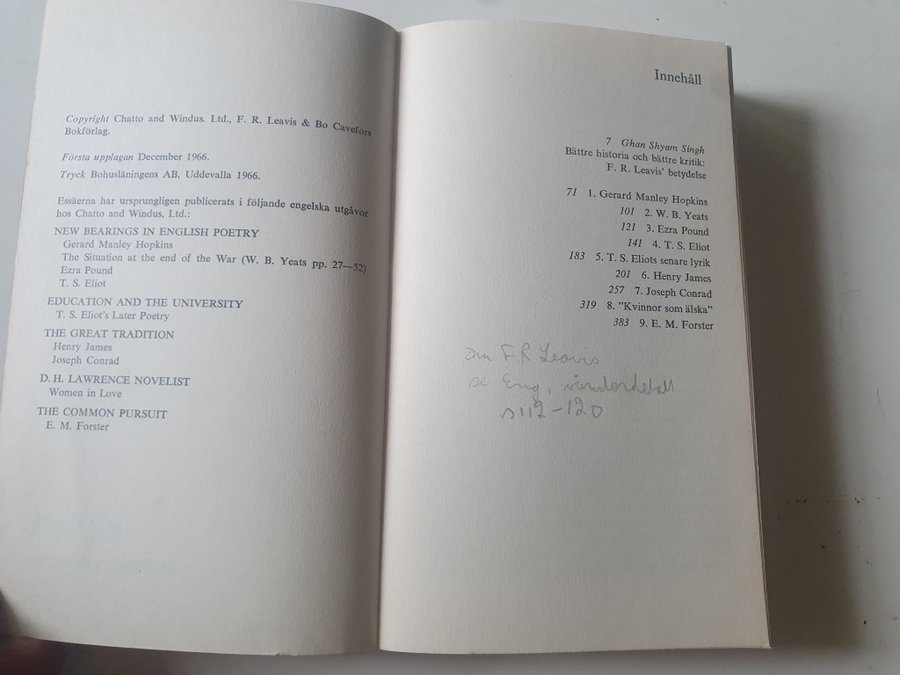 Copyright Chatto and Windus. Ltd., F. R. Leavis & Bo Cavefors
Bokförlag.
Första upplagan December 1966.
Tryck Bohusläningens AB, Uddevalla 1966.
Essäerna har ursprungligen publicerats i följande engelska utgåvor
hos Chatto and Windus, Ltd.:
NEW BEARINGS IN ENGLISH POETRY
Gerard Manley Hopkins
The Situation at the end of the War (W. B. Yeats pp. 27—52)
Ezra Pound
T. S. Eliot
EDUCATION AND THE UNIVERSITY
T. S. Eliot's Later Poetry
THE GREAT TRADITION
Henry James
Joseph Conrad
D. H. LAWRENCE NOVELIST
Women in Love
THE COMMON PURSUIT
E. M. Forster
Innehåll
7 Ghan Shyam Singh
Bättre historia och bättre kritik:
F. R. Leavis' betydelse
71 1. Gerard Manley Hopkins
101 2. W. B. Yeats
121 3. Ezra Pound
141 4. T. S. Eliot
183 5. T. S. Eliots senare lyrik
201 6. Henry James
257 7. Joseph Conrad
319 8. ”Kvinnor som älska”
383 9. E. M. Forster
om F.R Leavis
se Eng.
s 112-120